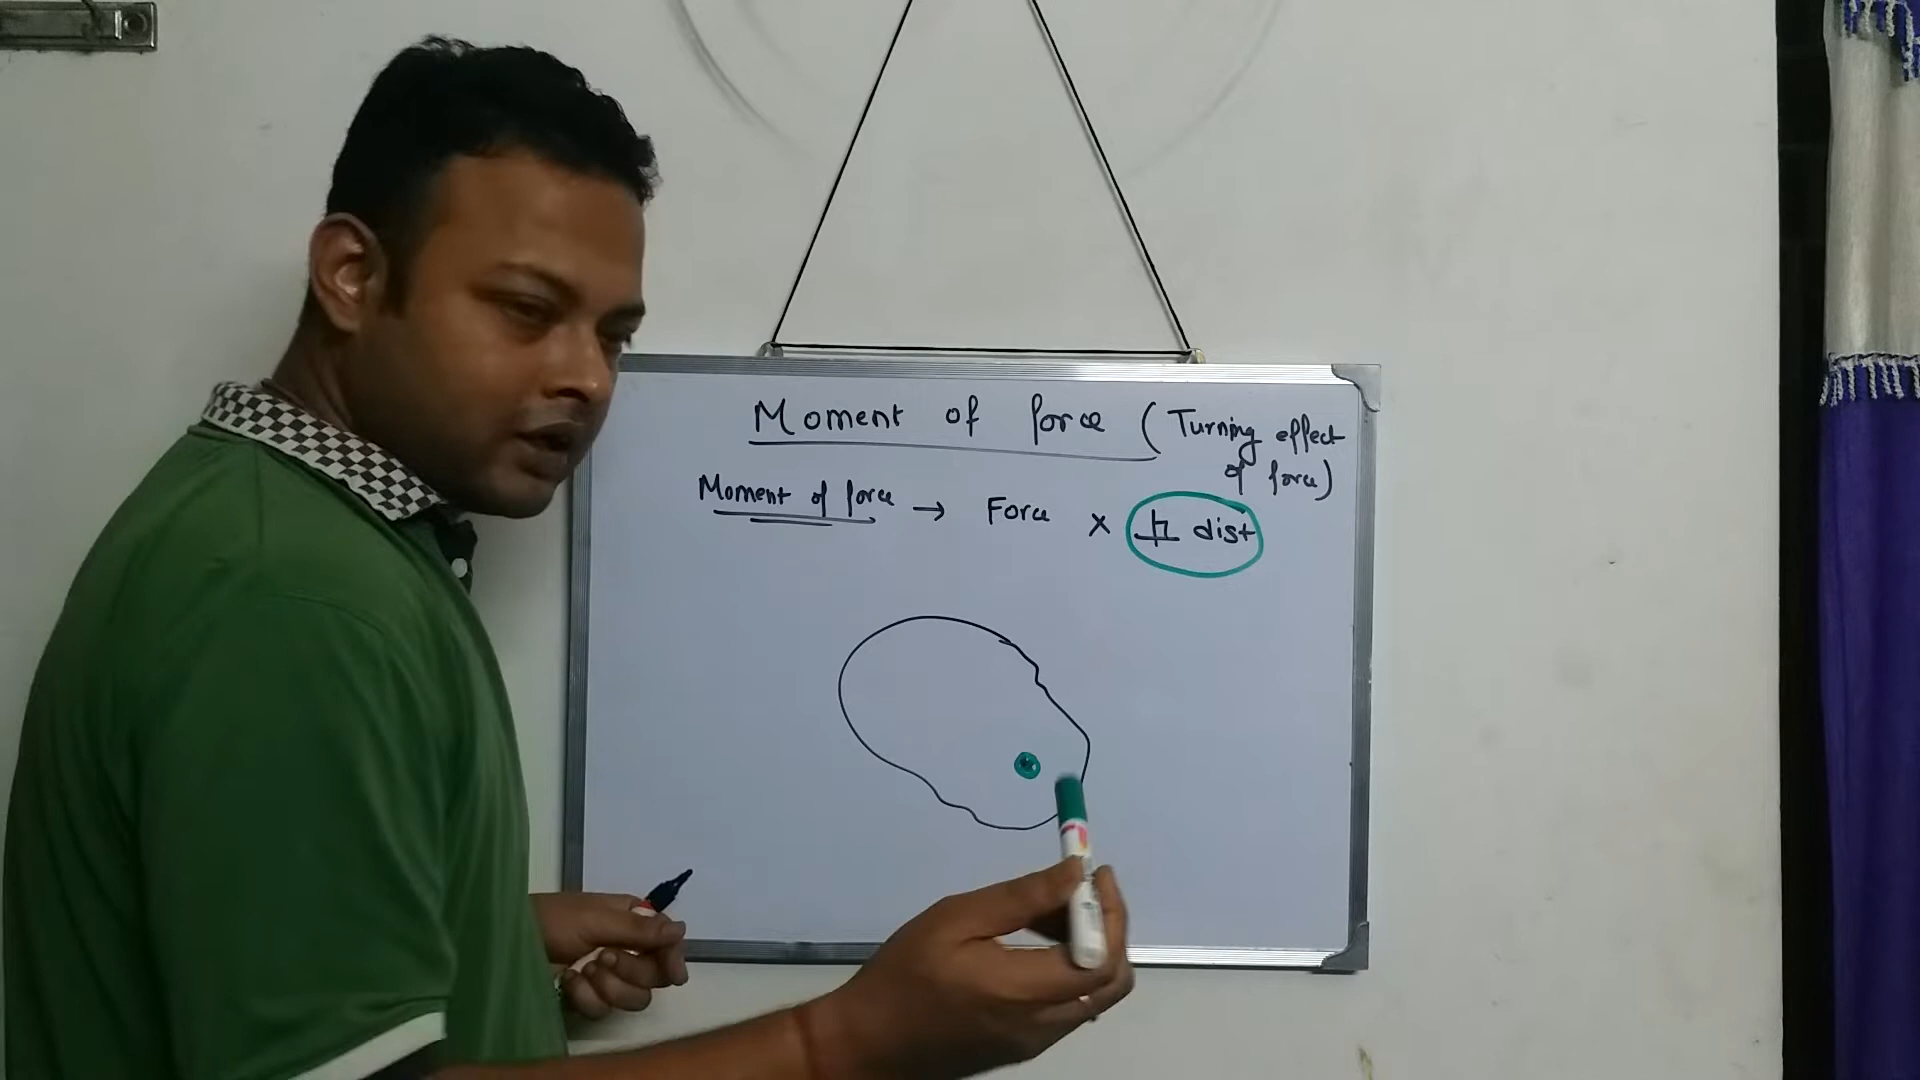 Moment of force (Turning effect
of force)
Moment of force → Force × ⊥ dist